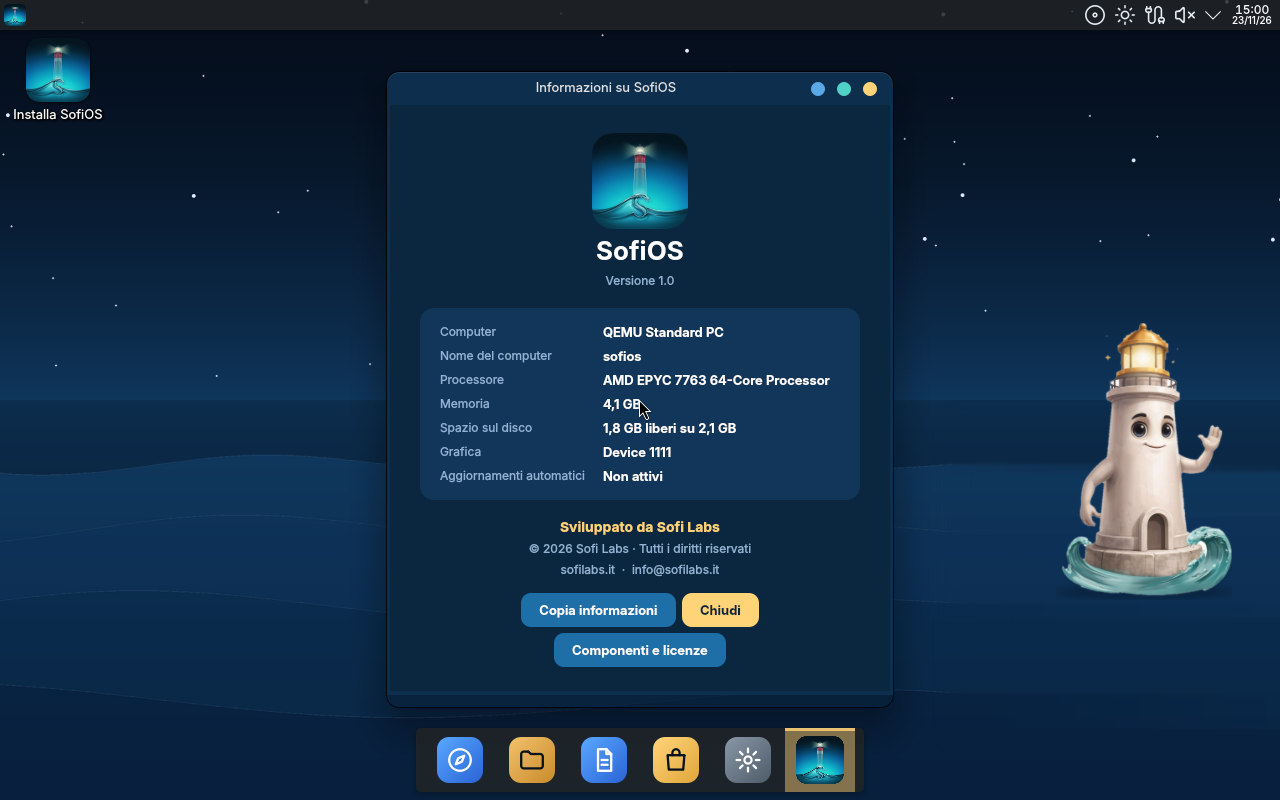 15:00
23/11/26
Installa SofiOS
Informazioni su SofiOS
SofiOS
Versione 1.0
Computer QEMU Standard PC
Nome del computer sofios
Processore AMD EPYC 7763 64-Core Processor
Memoria 4,1 GB
Spazio sul disco 1,8 GB liberi su 2,1 GB
Grafica Device 1111
Aggiornamenti automatici Non attivi
Sviluppato da Sofi Labs
© 2026 Sofi Labs · Tutti i diritti riservati
sofilabs.it · info@sofilabs.it
Copia informazioni Chiudi
Componenti e licenze